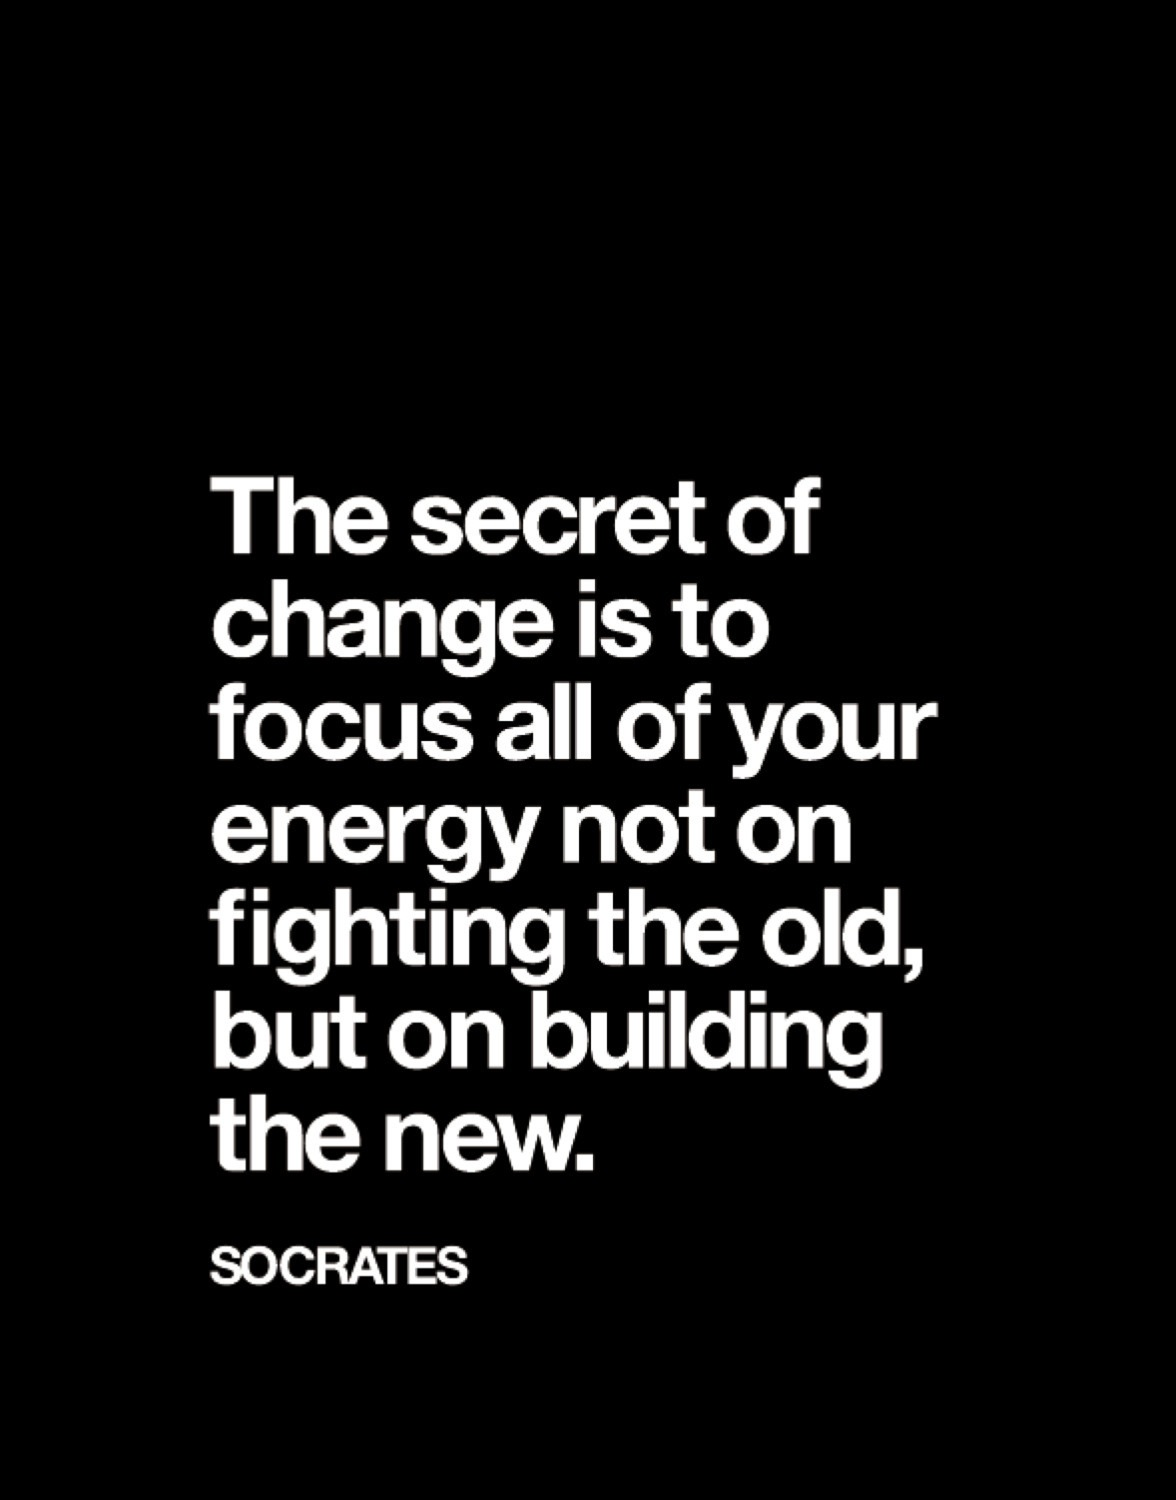 The secret of
change is to
focus all of your
energy not on
fighting the old,
but on building
the new.
SOCRATES